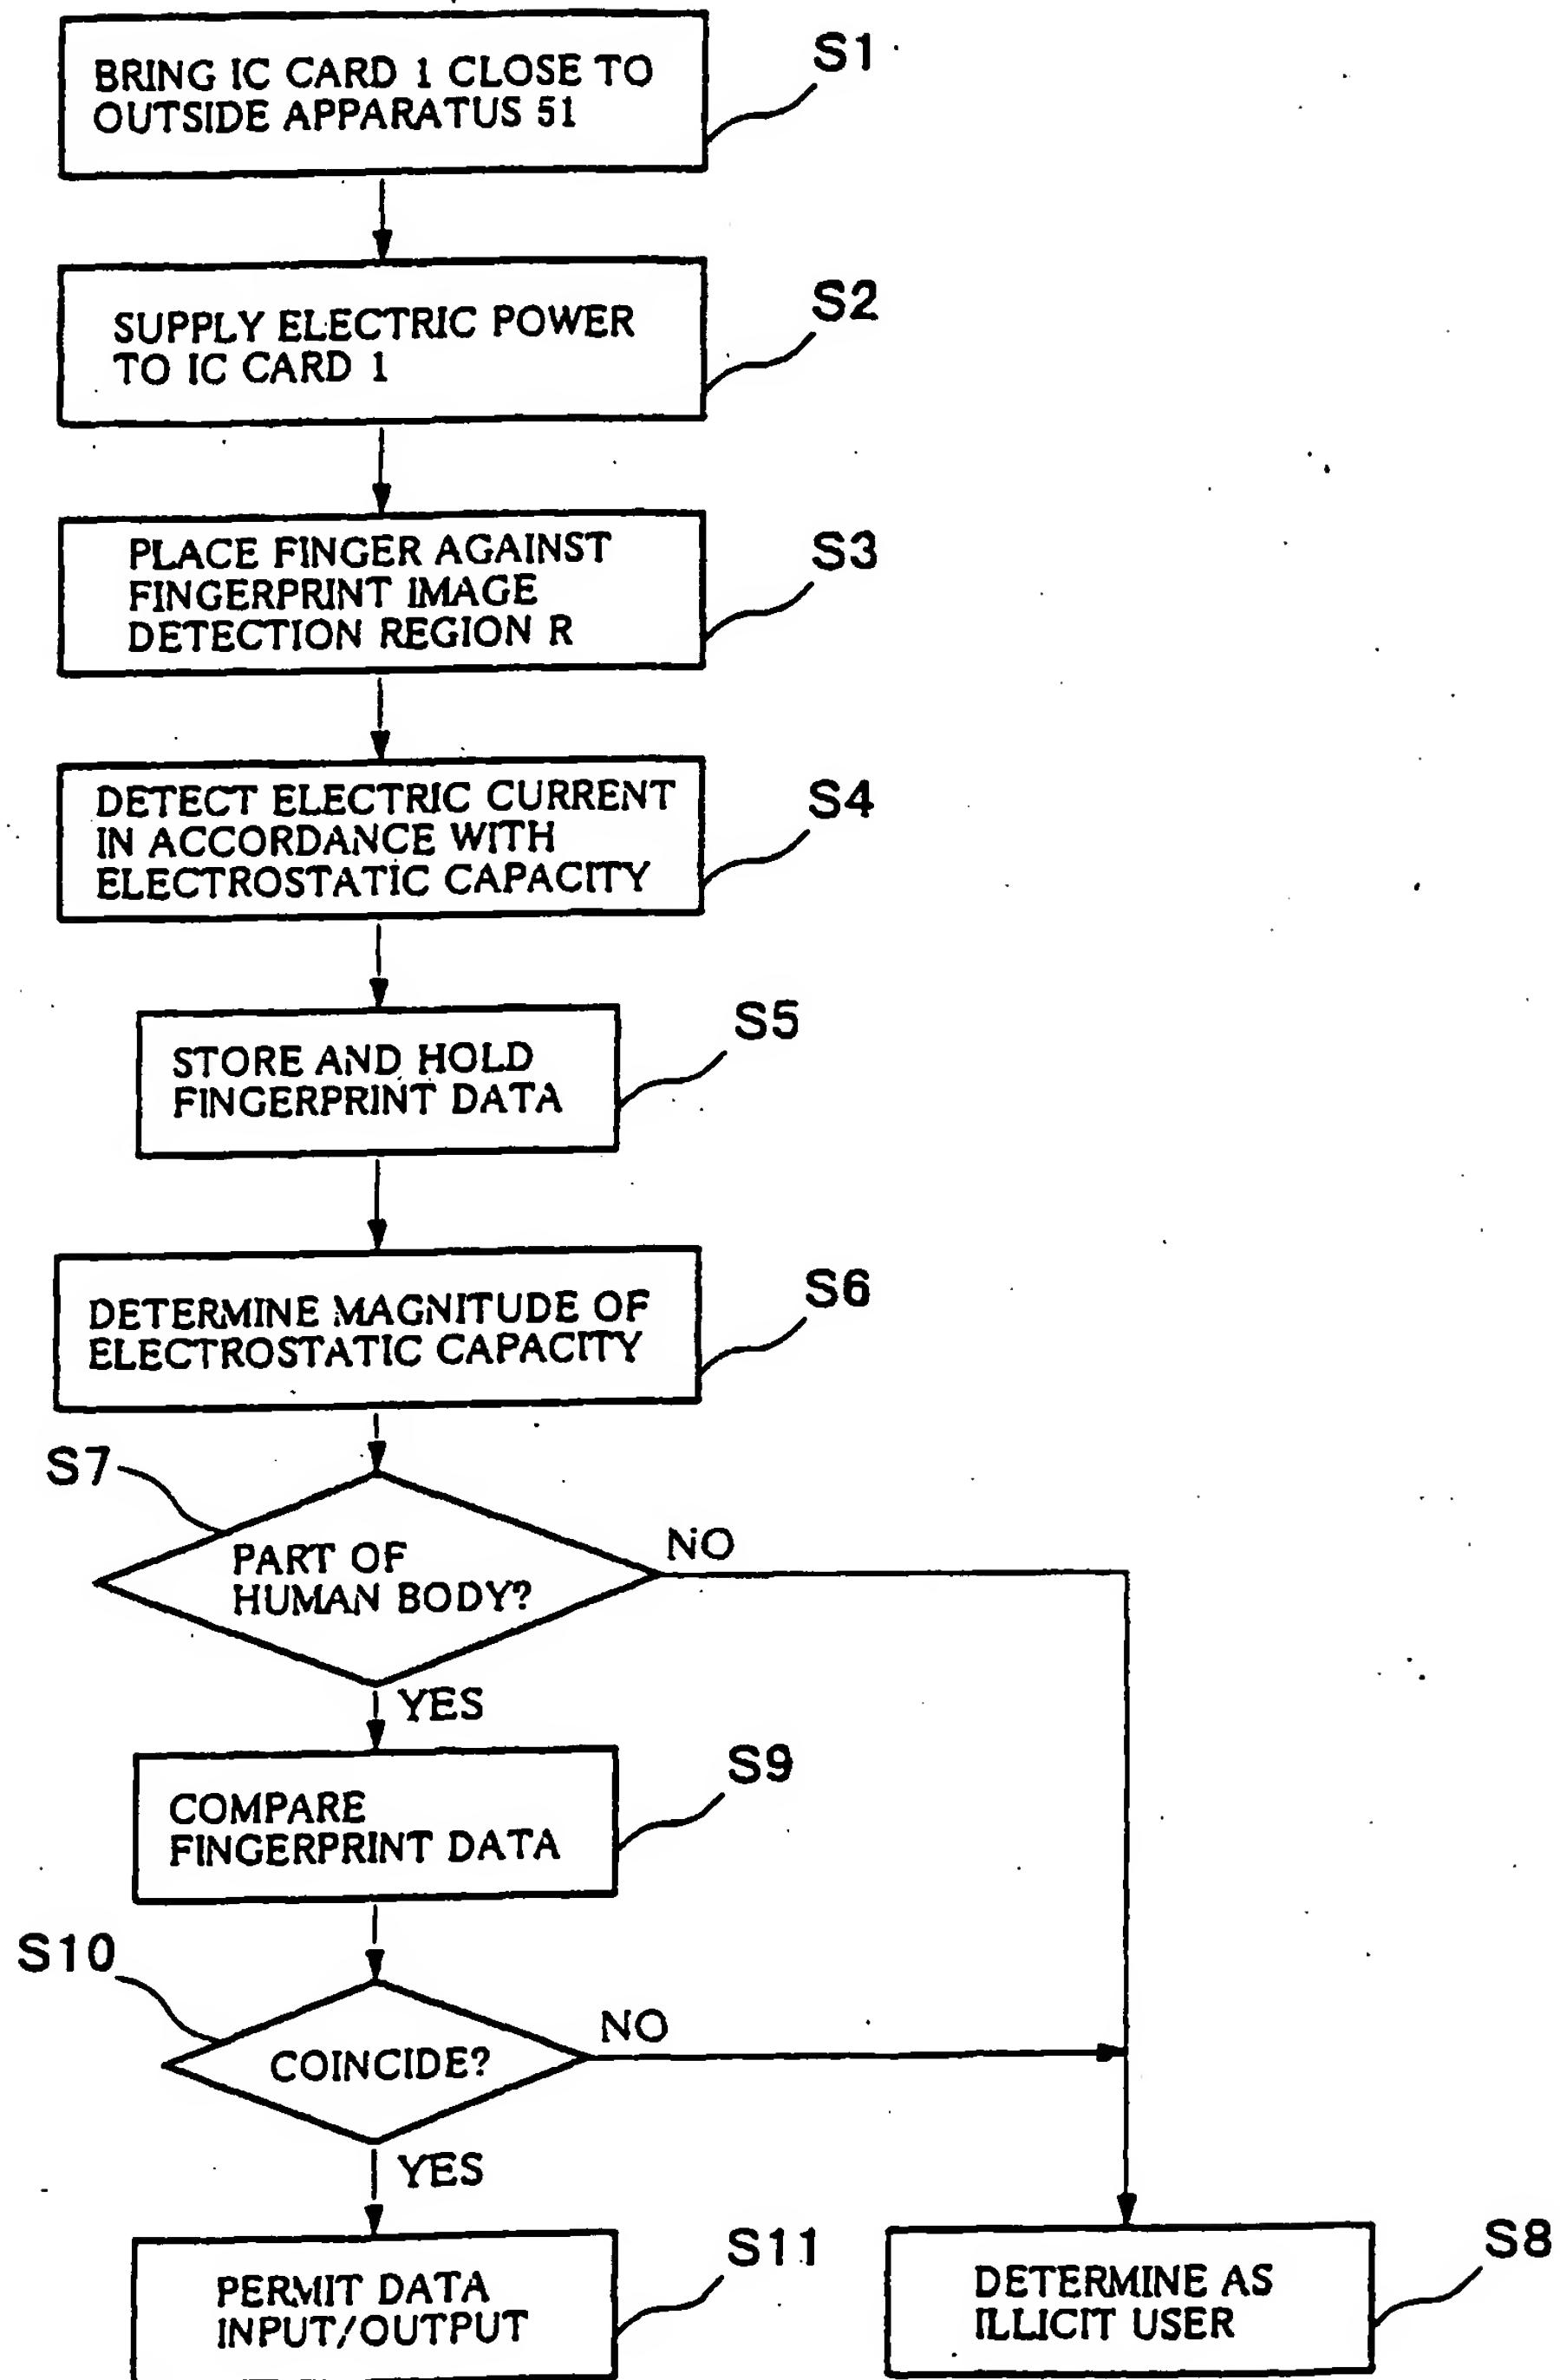 BRING IC CARD 1 CLOSE TO
OUTSIDE APPARATUS 51
S1
SUPPLY ELECTRIC POWER
TO IC CARD 1
S2
PLACE FINGER AGAINST
FINGERPRINT IMAGE
DETECTION REGION R
S3
DETECT ELECTRIC CURRENT
IN ACCORDANCE WITH
ELECTROSTATIC CAPACITY
S4
STORE AND HOLD
FINGERPRINT DATA
S5
DETERMINE MAGNITUDE OF
ELECTROSTATIC CAPACITY
S6
S7
PART OF
HUMAN BODY?
NO
YES
COMPARE
FINGERPRINT DATA
S9
S10
COINCIDE?
NO
YES
PERMIT DATA
INPUT/OUTPUT
S11
DETERMINE AS
ILLICIT USER
S8